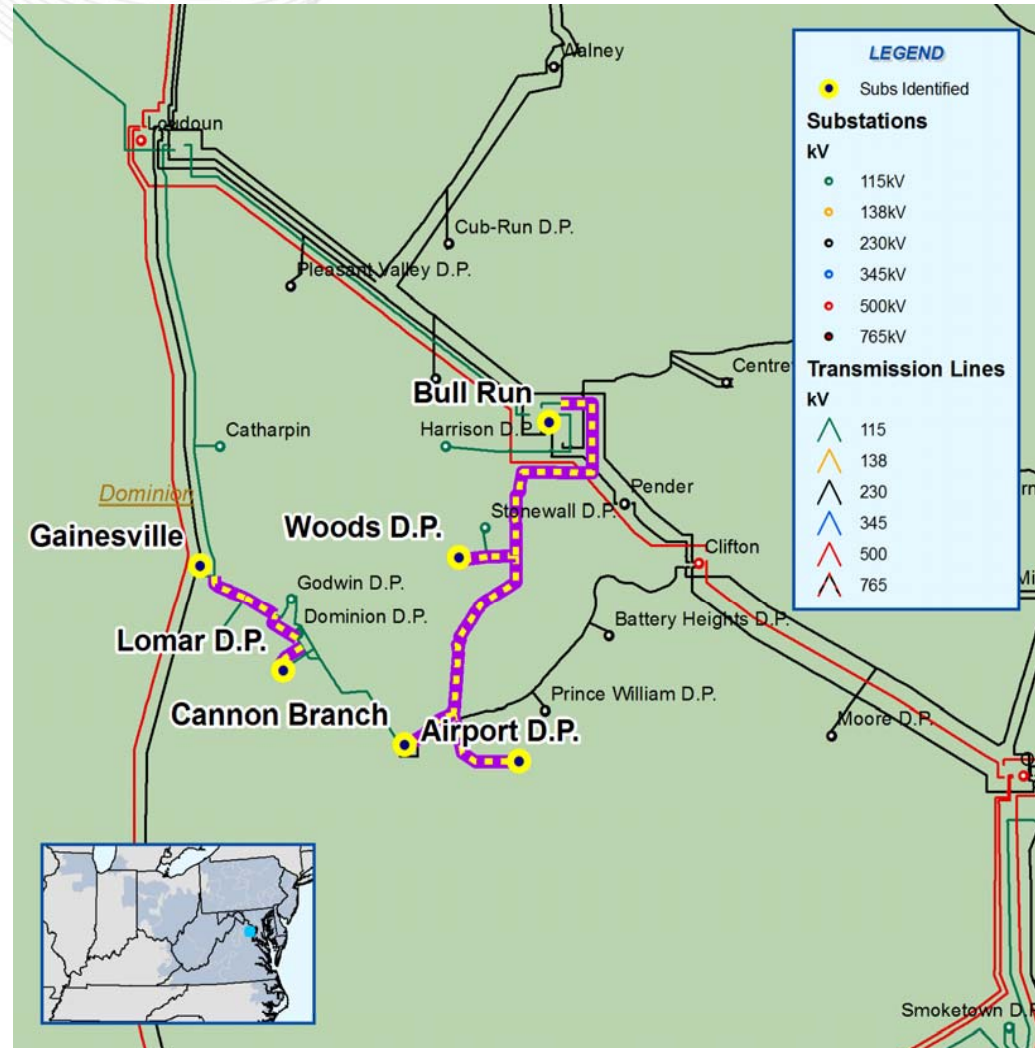 LEGEND
Subs Identified
Substations
kV
115kV
138kV
230kV
345kV
500kV
765kV
Transmission Lines
kV
115
138
230
345
500
765
Walney
Loudoun
Cub-Run D.P.
Pleasant Valley D.P.
Centre
Bull Run
Catharpin
Harrison D.P.
Dominion
Pender
Stonewall D.P.
Woods D.P.
Gainesville
Clifton
Godwin D.P.
Dominion D.P.
Battery Heights D.P.
Lomar D.P.
Prince William D.P.
Cannon Branch
Airport D.P.
Moore D.P.
Smoketown D.P